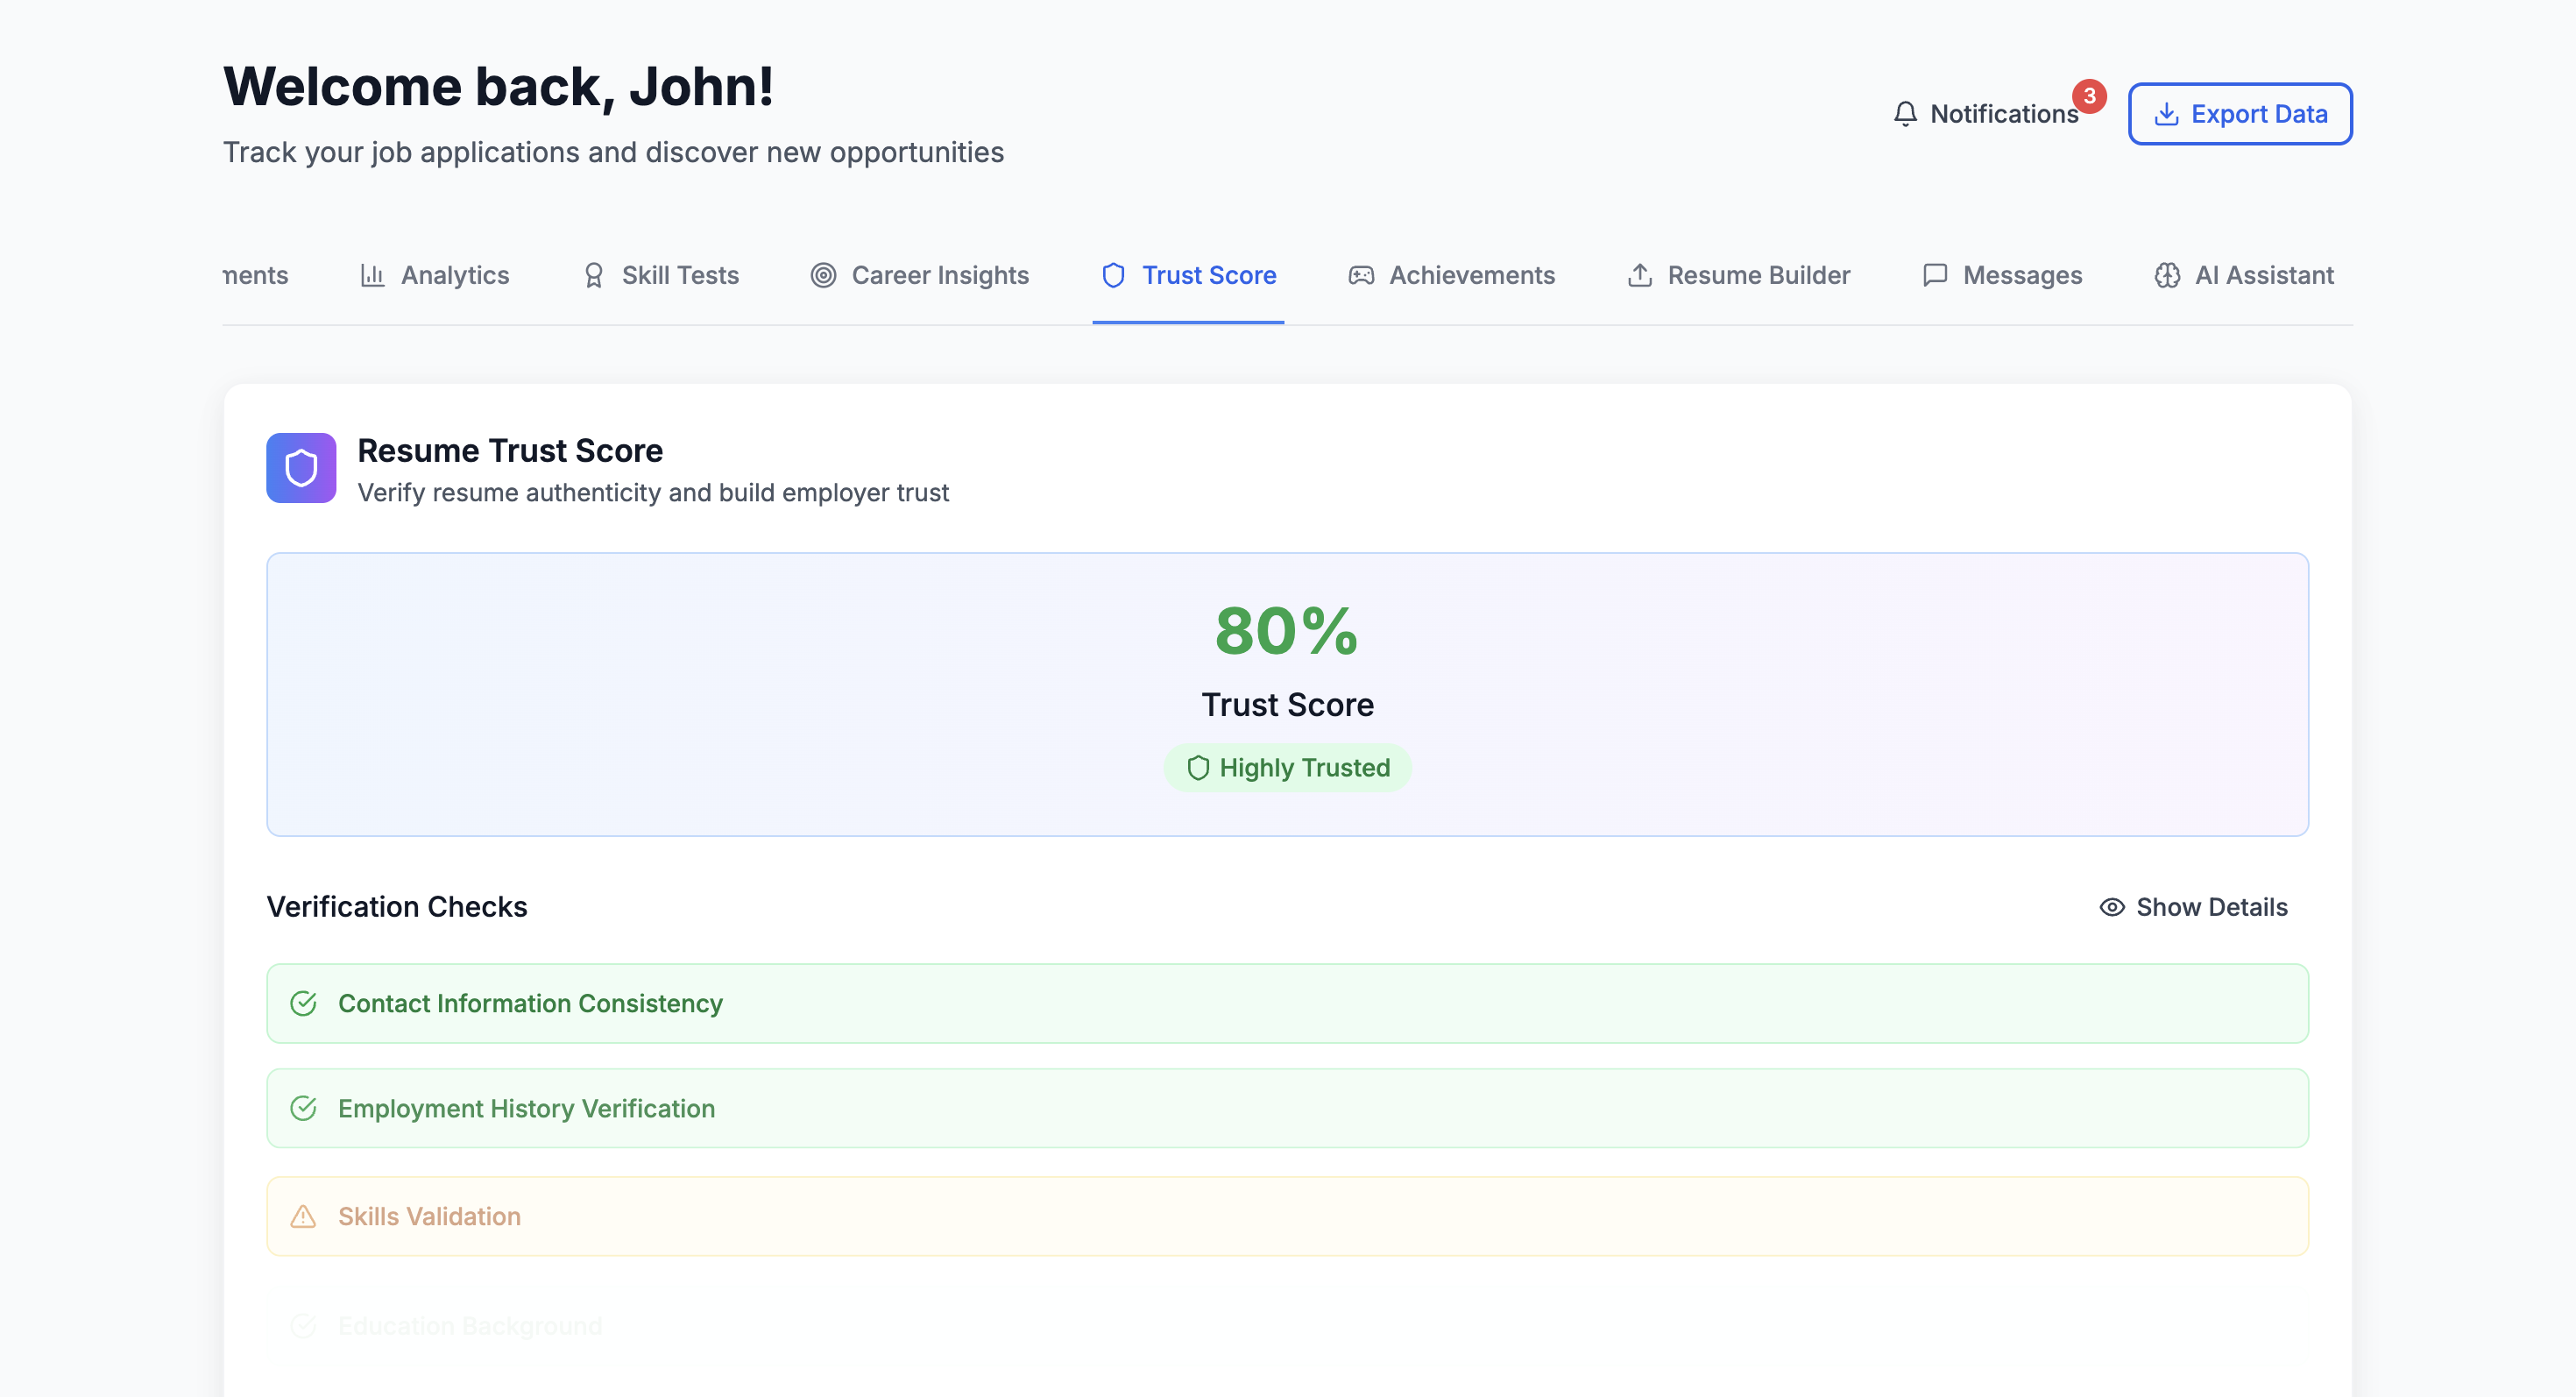 Welcome back, John!
Track your job applications and discover new opportunities
Notifications
3
Export Data
ments
Analytics
Skill Tests
Career Insights
Trust Score
Achievements
Resume Builder
Messages
AI Assistant
Resume Trust Score
Verify resume authenticity and build employer trust
80%
Trust Score
Highly Trusted
Verification Checks
Show Details
Contact Information Consistency
Employment History Verification
Skills Validation
Education Background